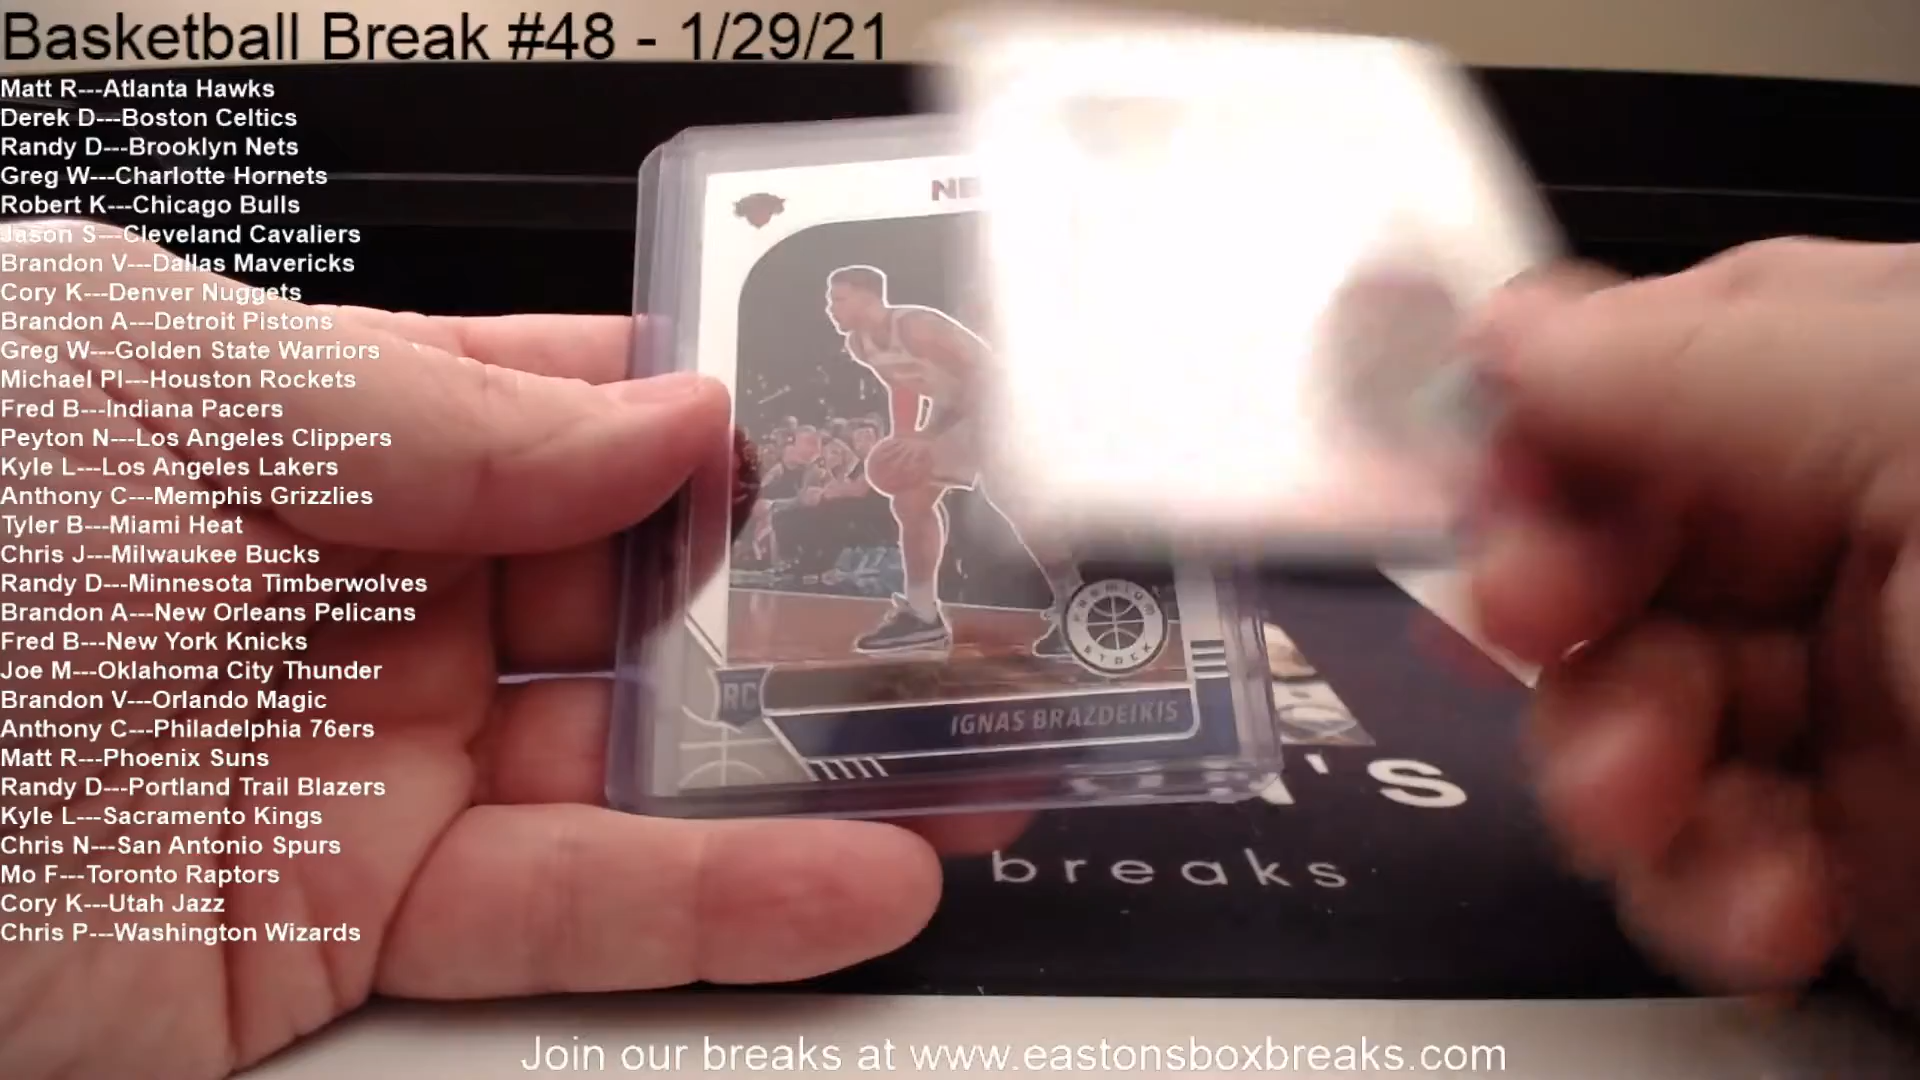 Basketball Break #48 - 1/29/21
Matt R---Atlanta Hawks
Derek D---Boston Celtics
Randy D---Brooklyn Nets
Greg W---Charlotte Hornets
Robert K---Chicago Bulls
Jason S---Cleveland Cavaliers
Brandon V---Dallas Mavericks
Cory K---Denver Nuggets
Brandon A---Detroit Pistons
Greg W---Golden State Warriors
Michael Pl---Houston Rockets
Fred B---Indiana Pacers
Peyton N---Los Angeles Clippers
Kyle L---Los Angeles Lakers
Anthony C---Memphis Grizzlies
Tyler B---Miami Heat
Chris J---Milwaukee Bucks
Randy D---Minnesota Timberwolves
Brandon A---New Orleans Pelicans
Fred B---New York Knicks
Joe M---Oklahoma City Thunder
Brandon V---Orlando Magic
Anthony C---Philadelphia 76ers
Matt R---Phoenix Suns
Randy D---Portland Trail Blazers
Kyle L---Sacramento Kings
Chris N---San Antonio Spurs
Mo F---Toronto Raptors
Cory K---Utah Jazz
Chris P---Washington Wizards
PREMIUM
STOCK
RC
IGNAS BRAZDEIKIS
'S
breaks
Join our breaks at www.eastonsboxbreaks.com